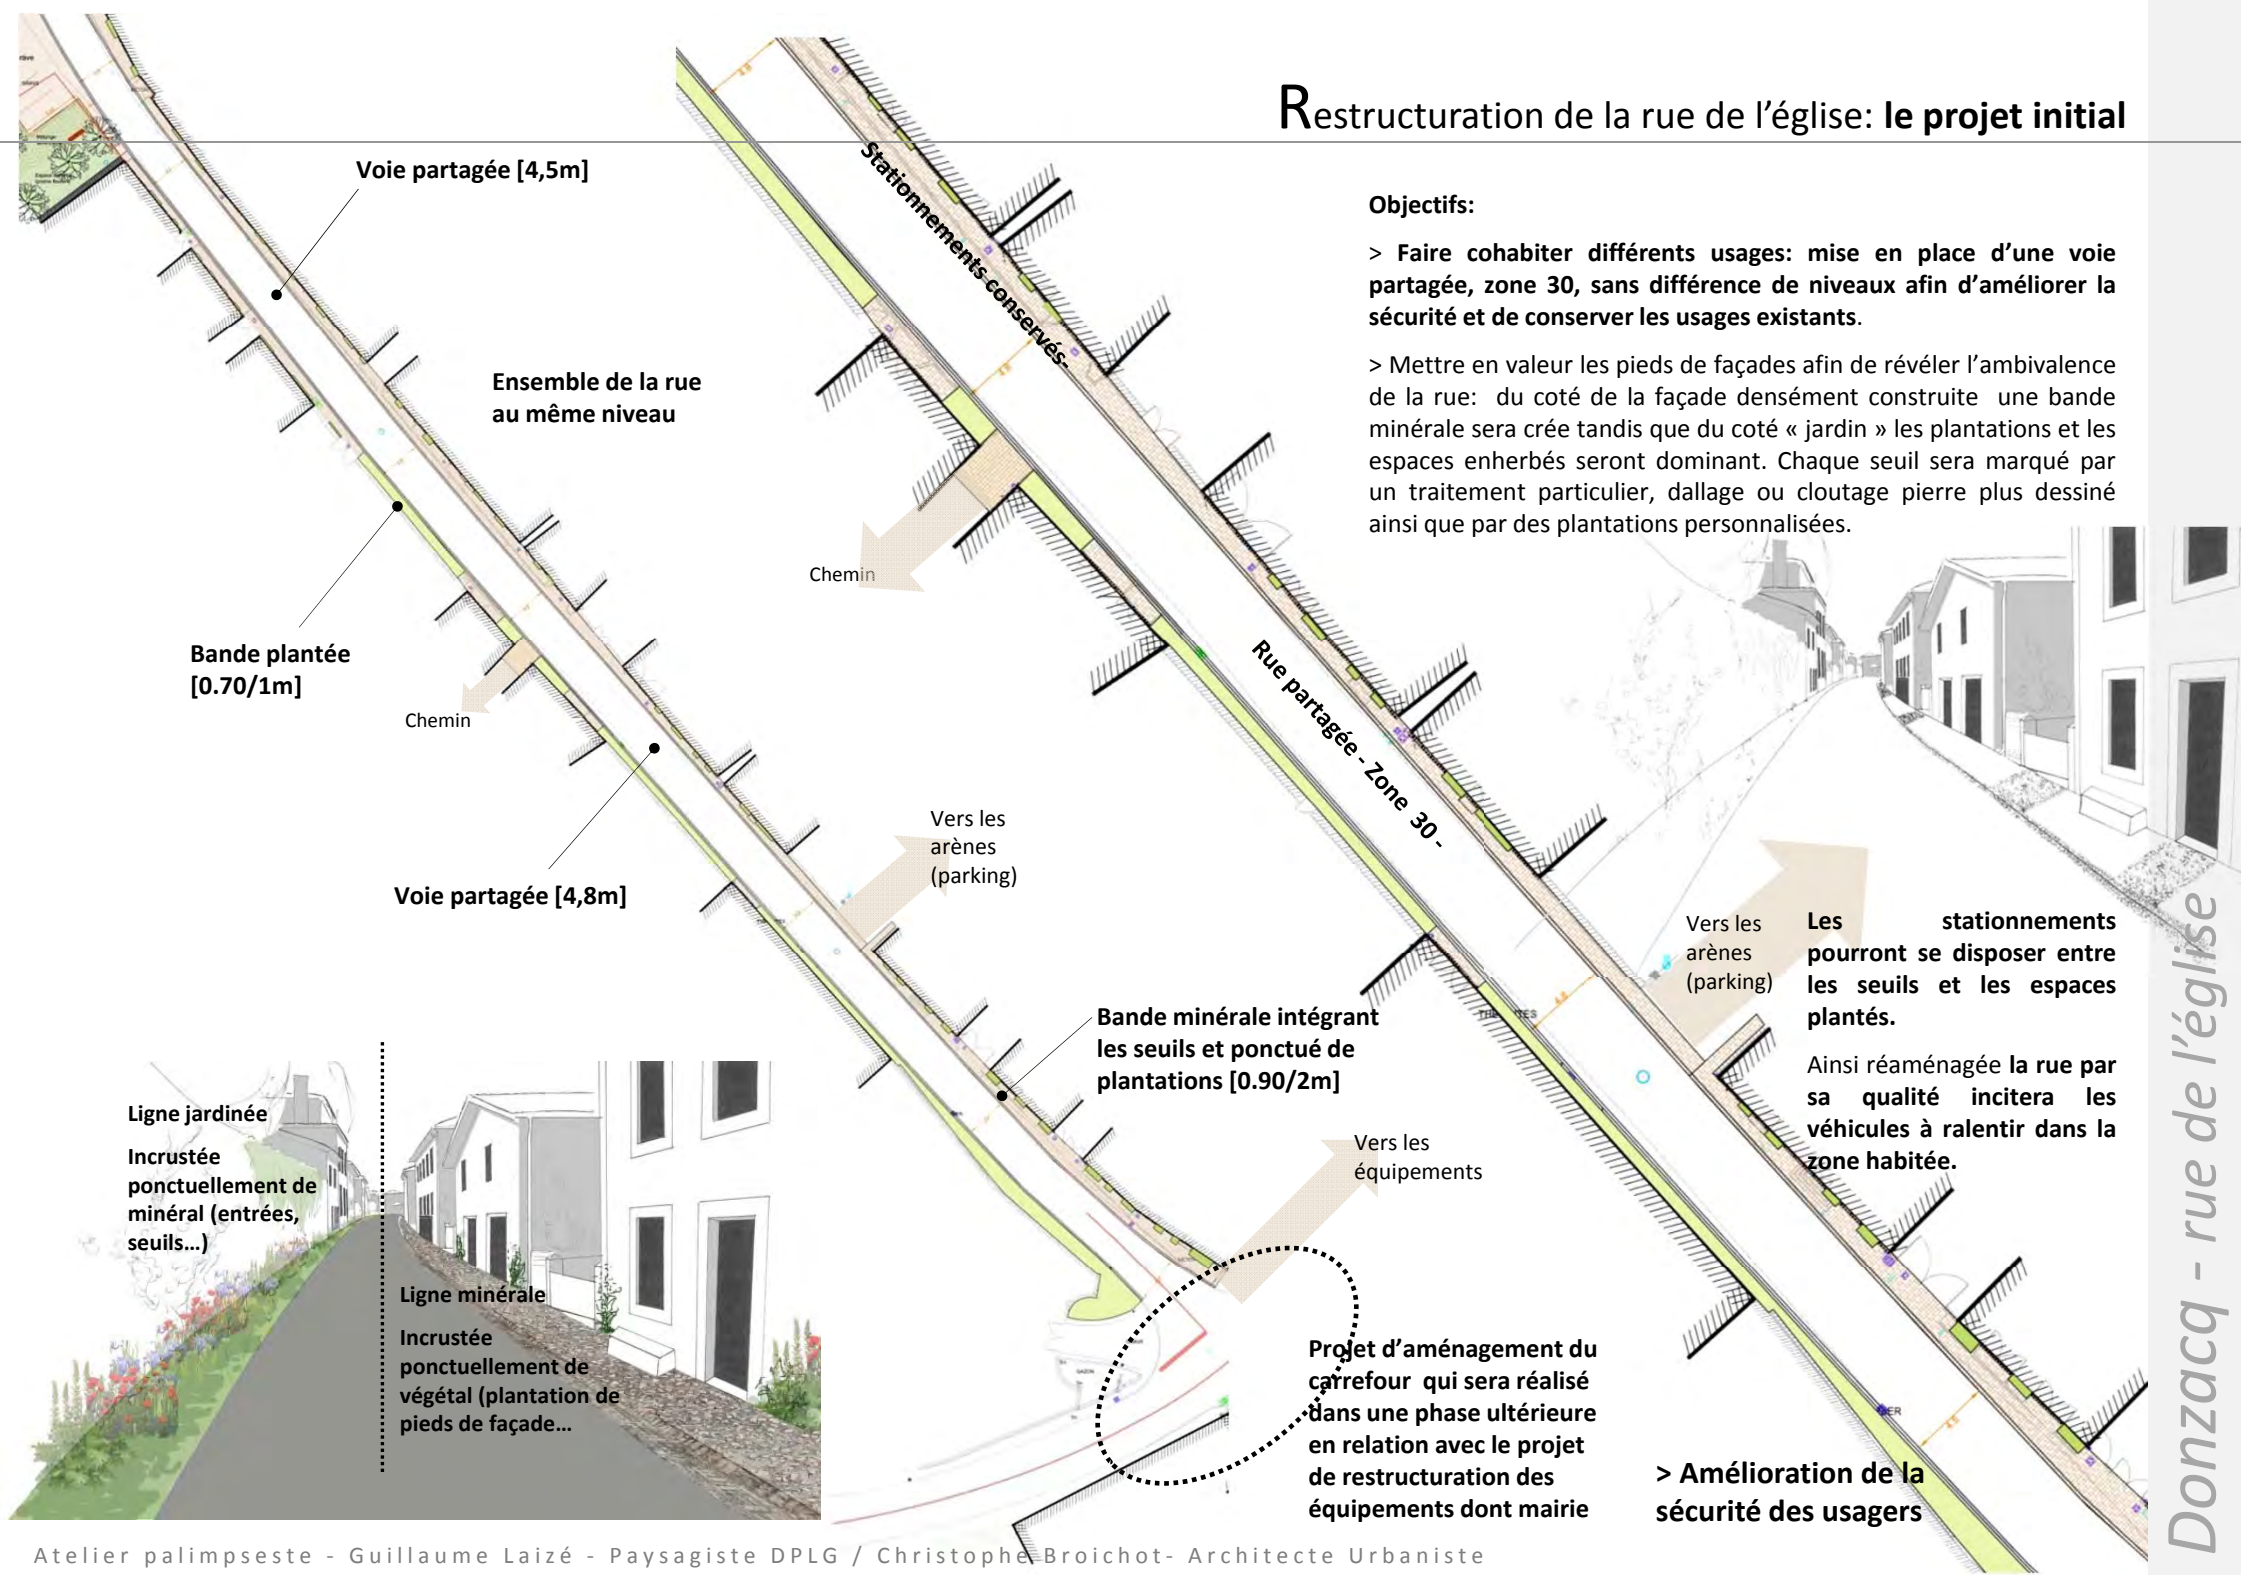 Restructuration de la rue de l’église: le projet initial
Voie partagée [4,5m]
Ensemble de la rue
au même niveau
Bande plantée
[0.70/1m]
Chemin
Voie partagée [4,8m]
Vers les
arènes
(parking)
Bande minérale intégrant
les seuils et ponctué de
plantations [0.90/2m]
Vers les
équipements
Projet d’aménagement du
carrefour qui sera réalisé
dans une phase ultérieure
en relation avec le projet
de restructuration des
équipements dont mairie
Stationnements conservés-
Chemin
Rue partagée - Zone 30 -
Vers les
arènes
(parking)
Objectifs:
> Faire cohabiter différents usages: mise en place d’une voie
partagée, zone 30, sans différence de niveaux afin d’améliorer la
sécurité et de conserver les usages existants.
> Mettre en valeur les pieds de façades afin de révéler l’ambivalence
de la rue: du coté de la façade densément construite une bande
minérale sera crée tandis que du coté « jardin » les plantations et les
espaces enherbés seront dominant. Chaque seuil sera marqué par
un traitement particulier, dallage ou cloutage pierre plus dessiné
ainsi que par des plantations personnalisées.
Les stationnements
pourront se disposer entre
les seuils et les espaces
plantés.
Ainsi réaménagée la rue par
sa qualité incitera les
véhicules à ralentir dans la
zone habitée.
> Amélioration de la
sécurité des usagers
Ligne jardinée
Incrustée
ponctuellement de
minéral (entrées,
seuils…)
Ligne minérale
Incrustée
ponctuellement de
végétal (plantation de
pieds de façade…
GAZON
Donzacq - rue de l’église
Atelier palimpseste - Guillaume Laizé - Paysagiste DPLG / Christophe Broichot- Architecte Urbaniste